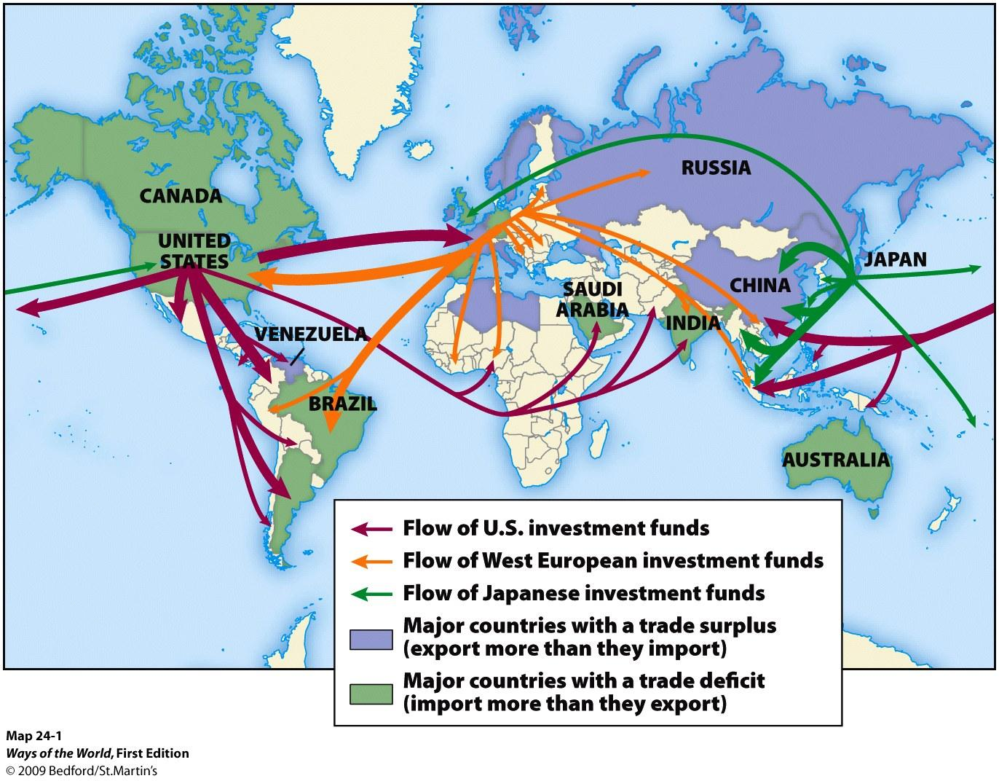 RUSSIA
CANADA
UNITED
STATES
JAPAN
CHINA
SAUDI
ARABIA
INDIA
VENEZUELA
BRAZIL
AUSTRALIA
Flow of U.S. investment funds
Flow of West European investment funds
Flow of Japanese investment funds
Major countries with a trade surplus
(export more than they import)
Major countries with a trade deficit
(import more than they export)
Map 24-1
Ways of the World, First Edition
© 2009 Bedford/St.Martin's